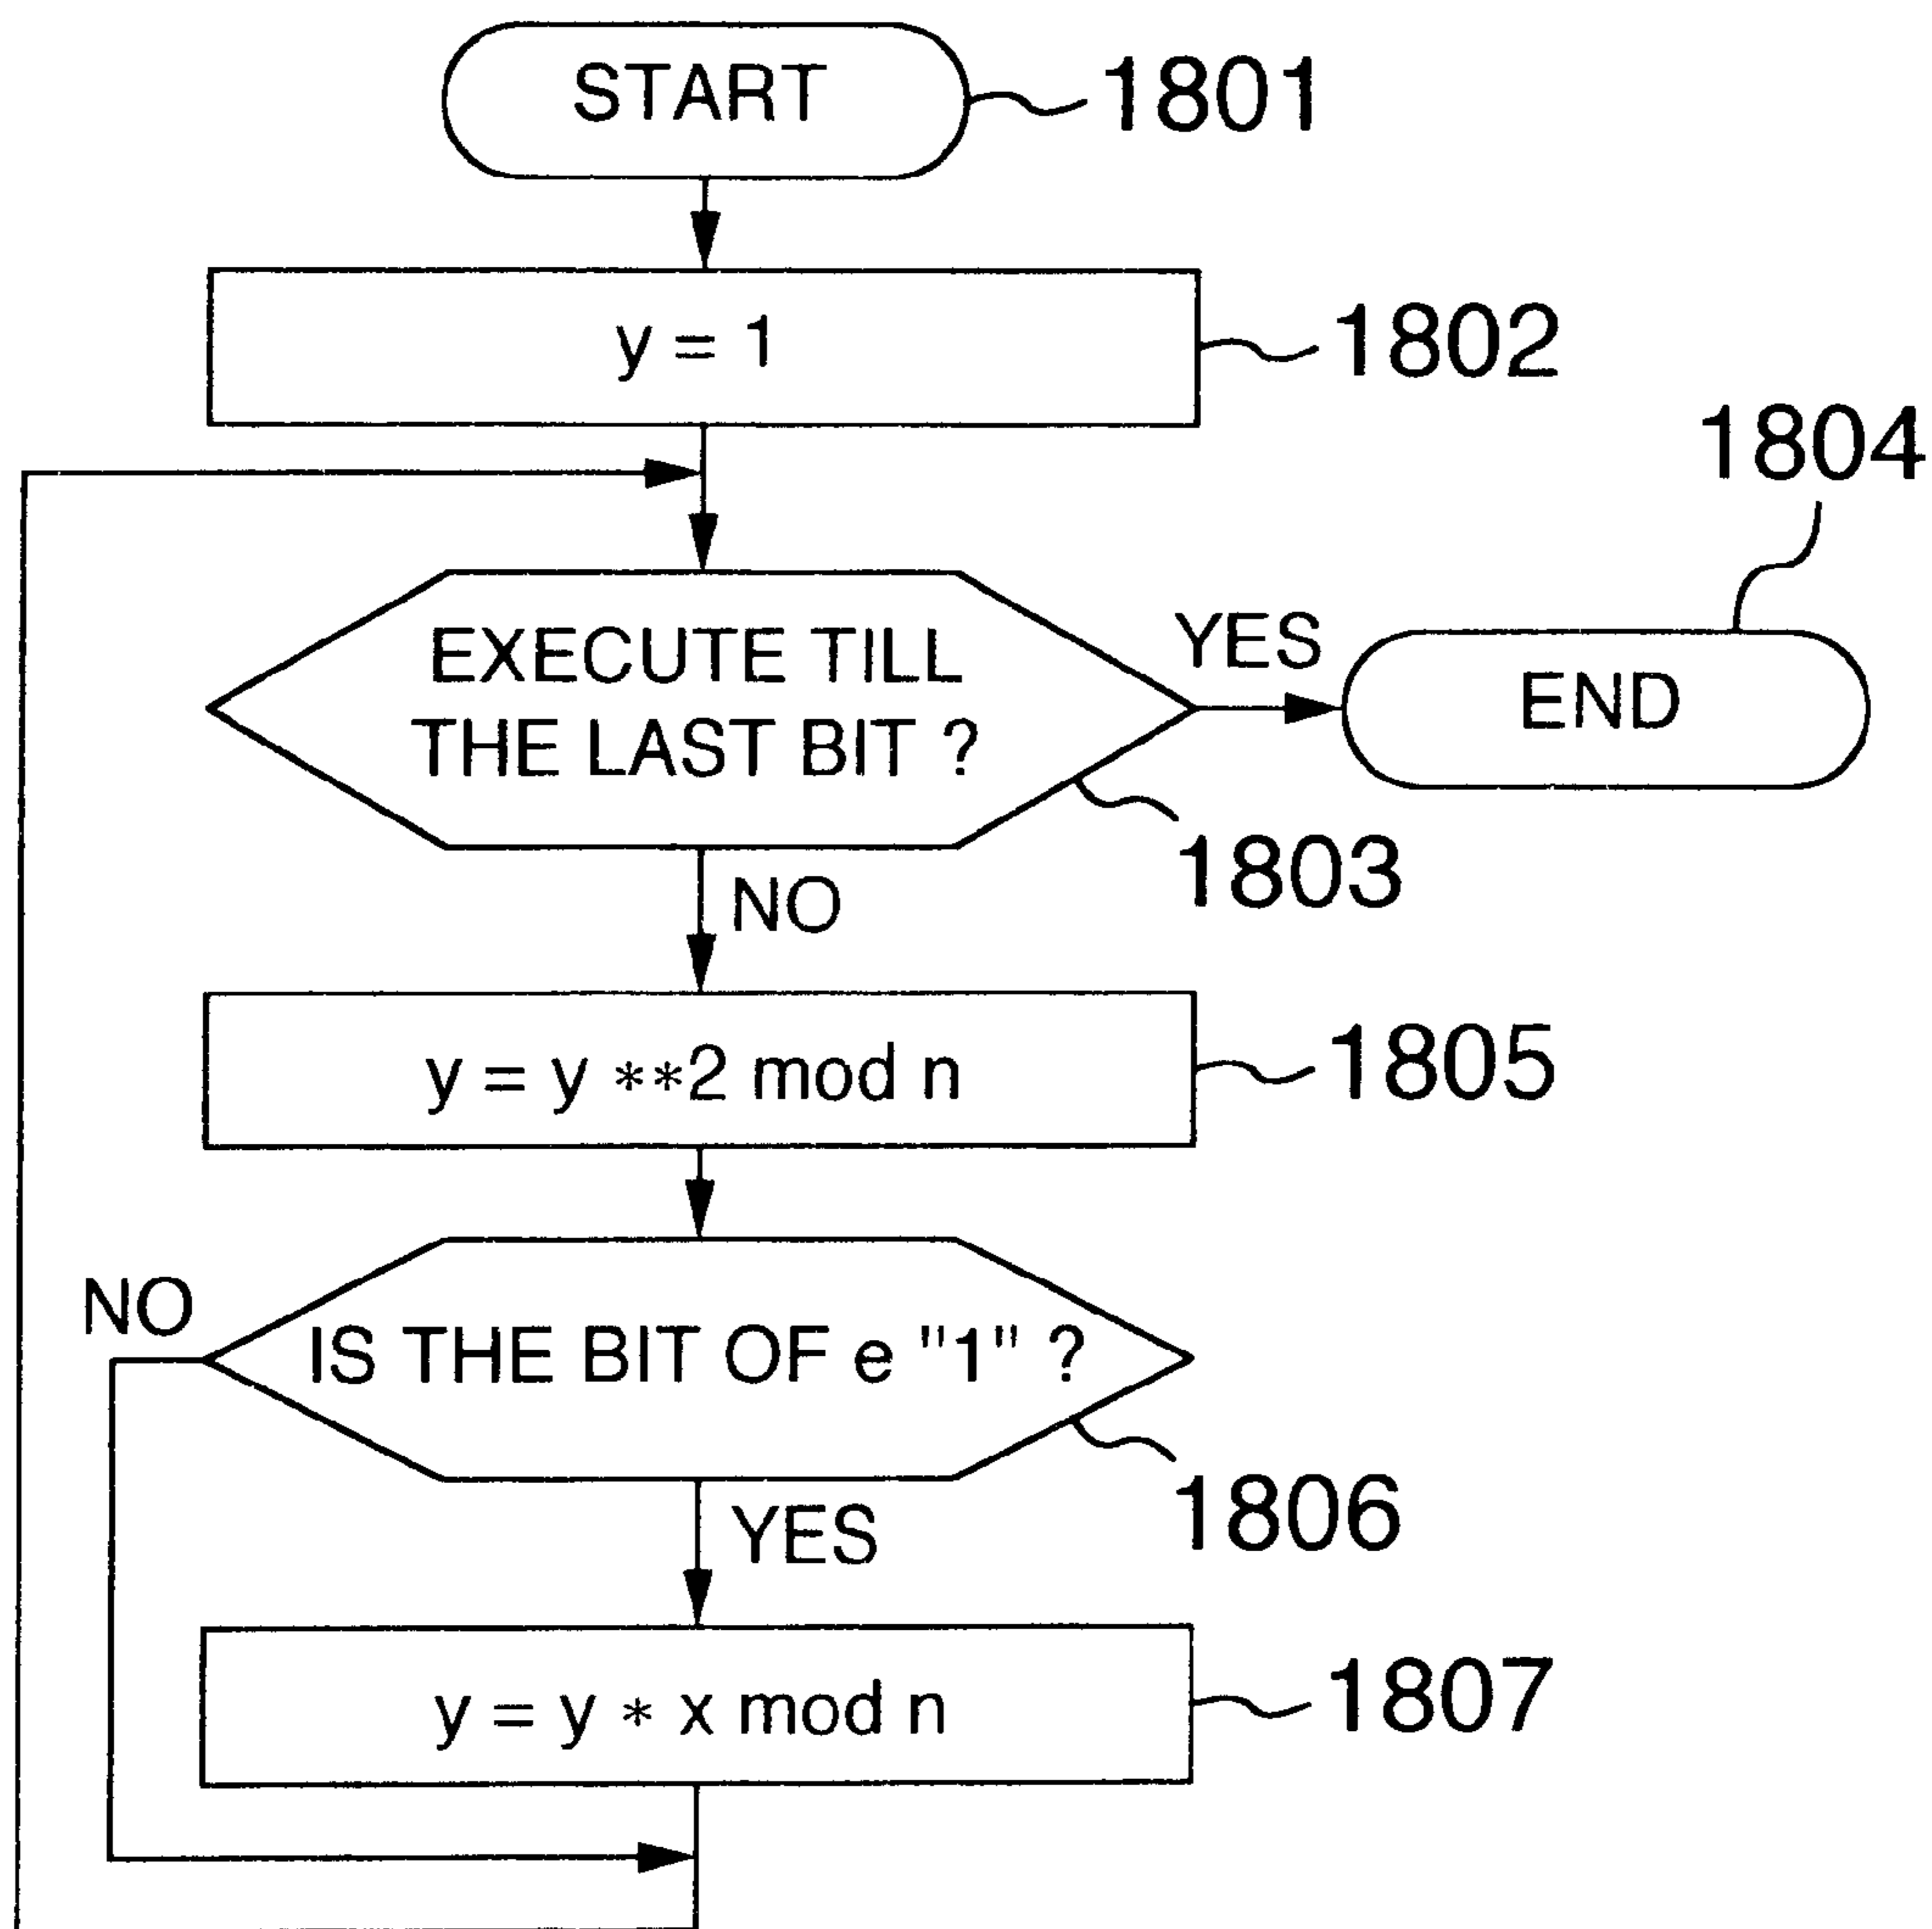 START
1801
y = 1
1802
1804
EXECUTE TILL
THE LAST BIT ?
YES
END
1803
NO
y = y **2 mod n
1805
NO
IS THE BIT OF e "1" ?
1806
YES
y = y * x mod n
1807